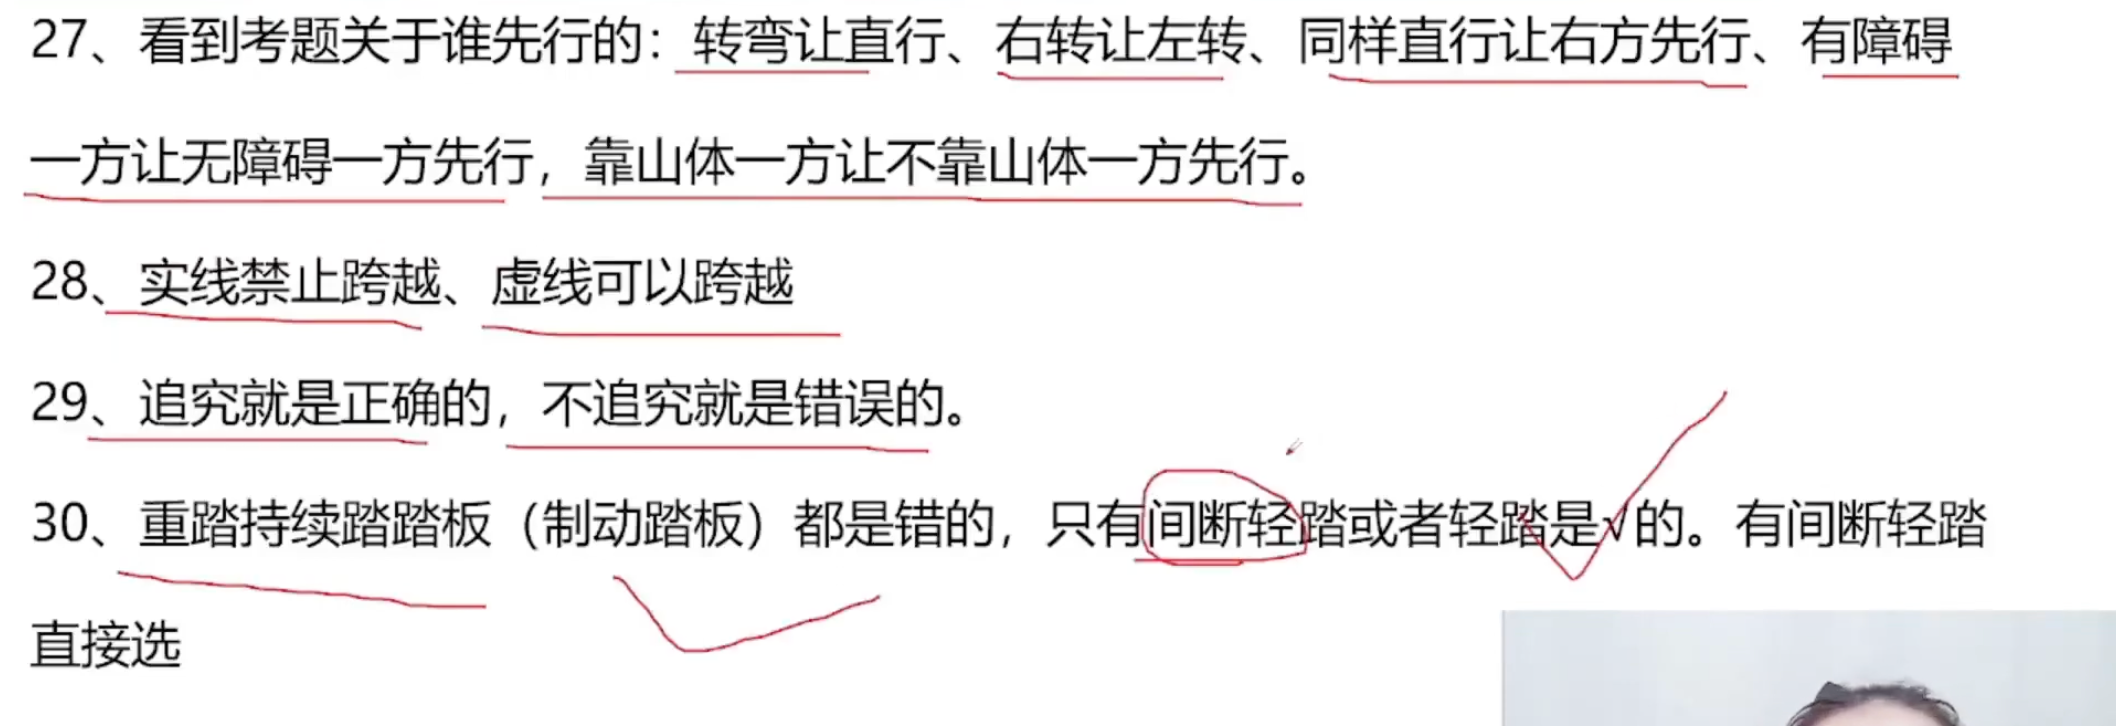 27、看到考题关于谁先行的：转弯让直行、右转让左转、同样直行让右方先行、有障碍
一方让无障碍一方先行，靠山体一方让不靠山体一方先行。
28、实线禁止跨越、虚线可以跨越
29、追究就是正确的，不追究就是错误的。
30、重踏持续踏踏板（制动踏板）都是错的，只有间断轻踏或者轻踏是√的。有间断轻踏
直接选